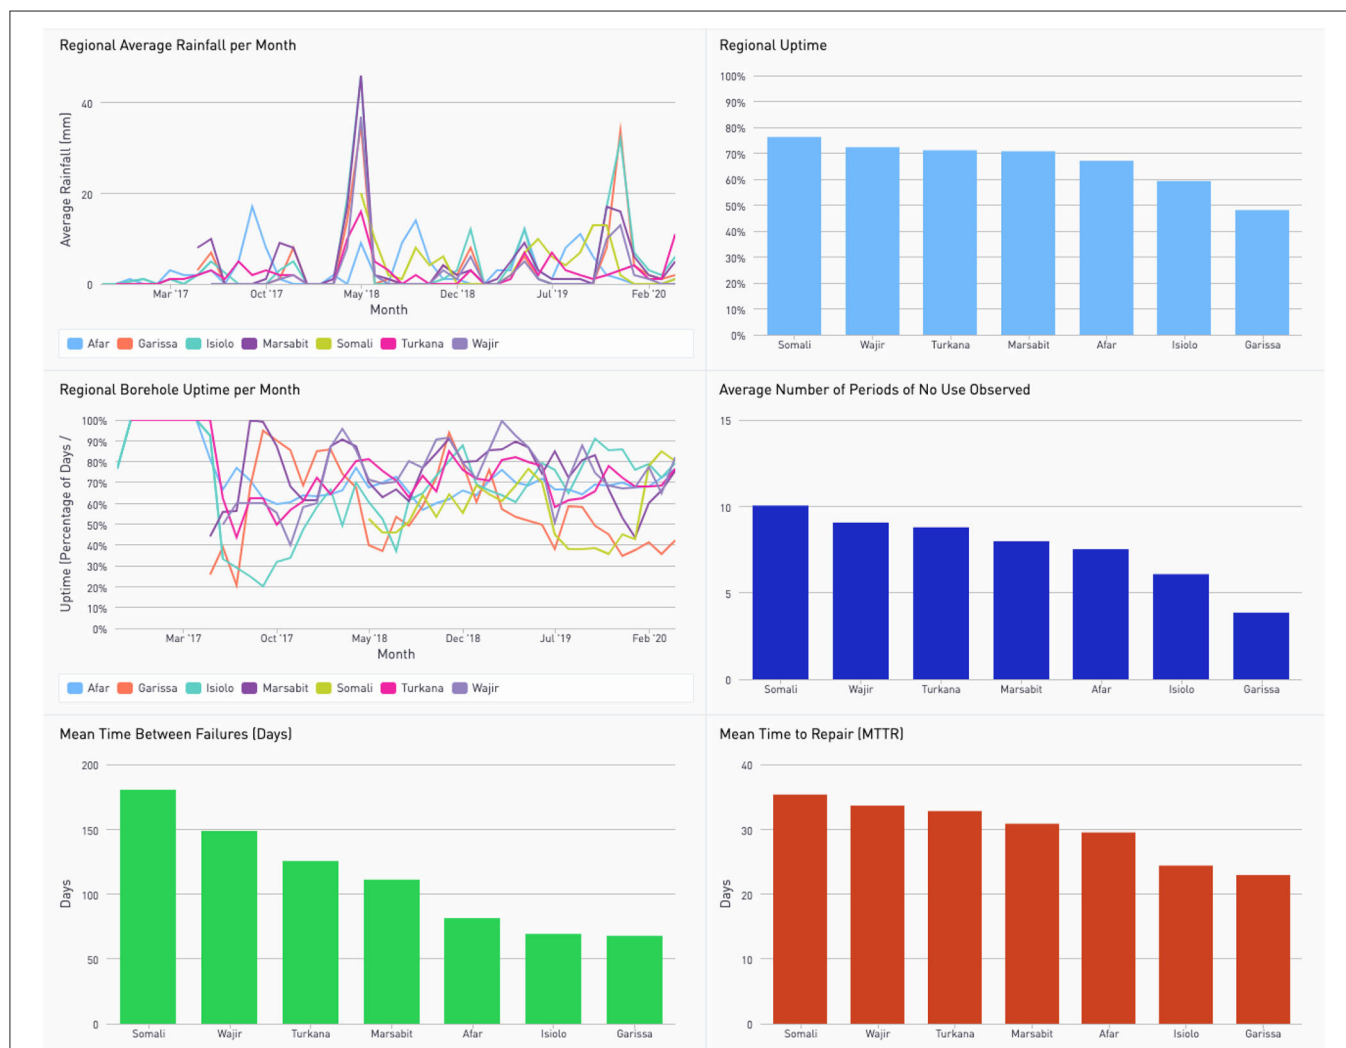 Regional Average Rainfall per Month
Average Rainfall (mm)
40
20
0
Mar '17 Oct '17 May '18 Dec '18 Jul '19 Feb '20
Month
Afar Garissa Isiolo Marsabit Somali Turkana Wajir
Regional Uptime
100%
90%
80%
70%
60%
50%
40%
30%
20%
10%
0%
Somali Wajir Turkana Marsabit Afar Isiolo Garissa
Regional Borehole Uptime per Month
Uptime (Percentage of Days /
100%
90%
80%
70%
60%
50%
40%
30%
20%
10%
0%
Mar '17 Oct '17 May '18 Dec '18 Jul '19 Feb '20
Month
Afar Garissa Isiolo Marsabit Somali Turkana Wajir
Average Number of Periods of No Use Observed
15
10
5
0
Somali Wajir Turkana Marsabit Afar Isiolo Garissa
Mean Time Between Failures (Days)
Days
200
150
100
50
0
Somali Wajir Turkana Marsabit Afar Isiolo Garissa
Mean Time to Repair (MTTR)
Days
40
30
20
10
0
Somali Wajir Turkana Marsabit Afar Isiolo Garissa